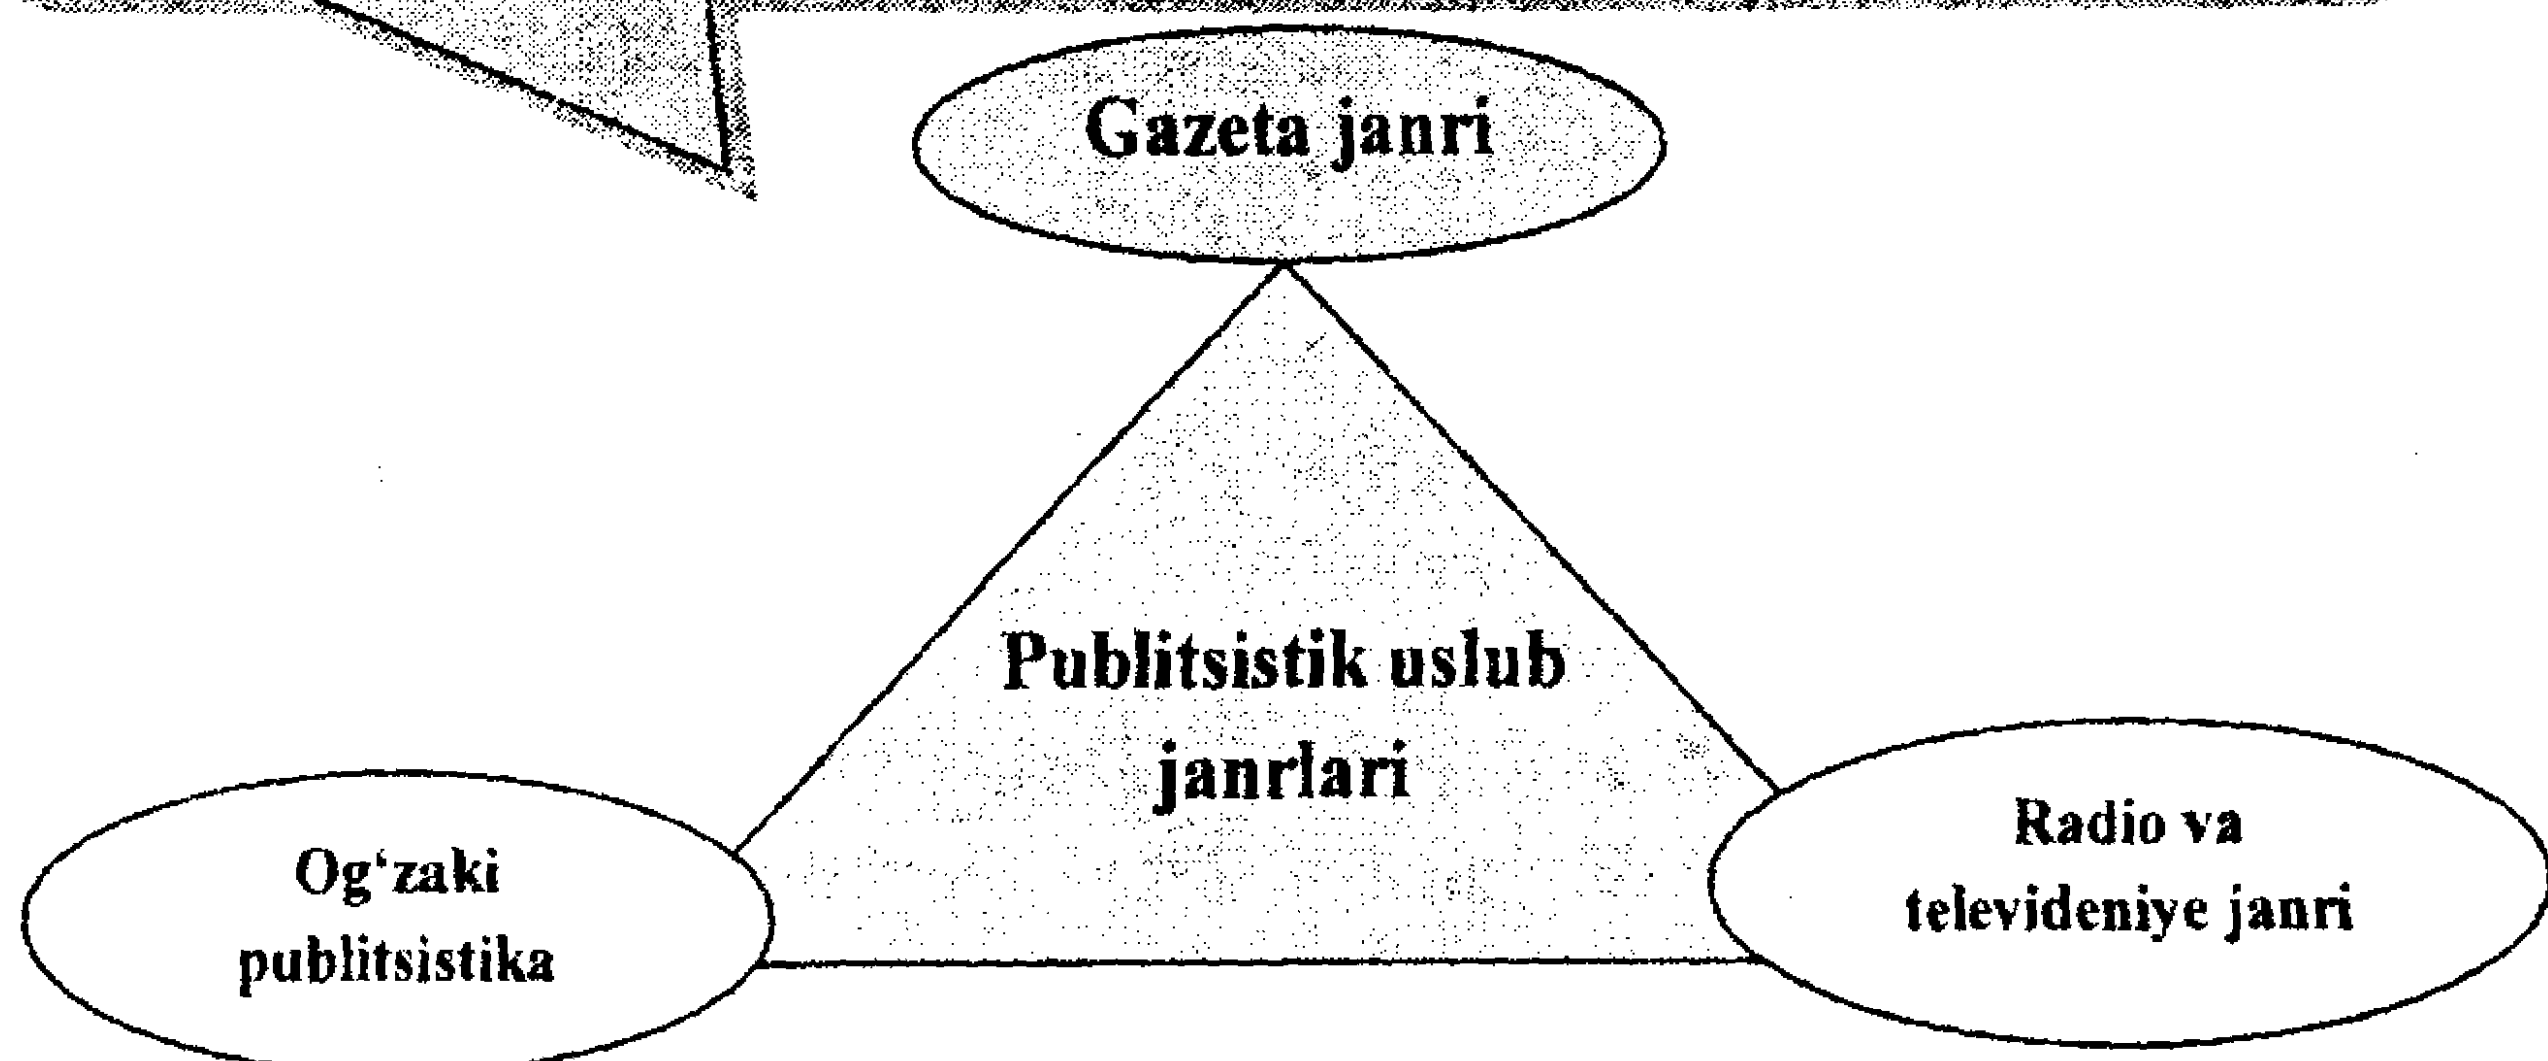 Gazeta janri
Publitsistik uslub
janrlari
Og‘zaki
publitsistika
Radio va
televideniye janri